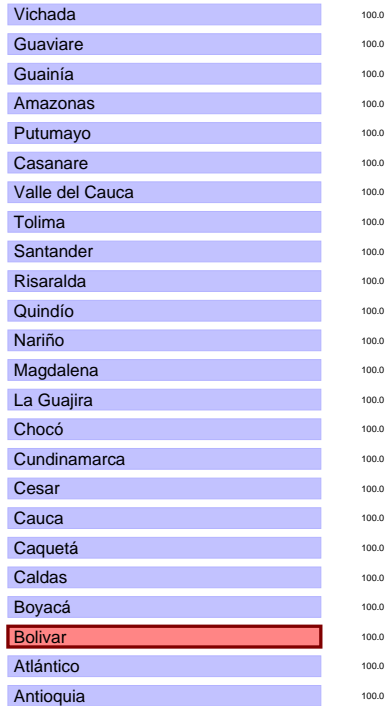 Vichada 100.0
Guaviare 100.0
Guainía 100.0
Amazonas 100.0
Putumayo 100.0
Casanare 100.0
Valle del Cauca 100.0
Tolima 100.0
Santander 100.0
Risaralda 100.0
Quindío 100.0
Nariño 100.0
Magdalena 100.0
La Guajira 100.0
Chocó 100.0
Cundinamarca 100.0
Cesar 100.0
Cauca 100.0
Caquetá 100.0
Caldas 100.0
Boyacá 100.0
Bolivar 100.0
Atlántico 100.0
Antioquia 100.0